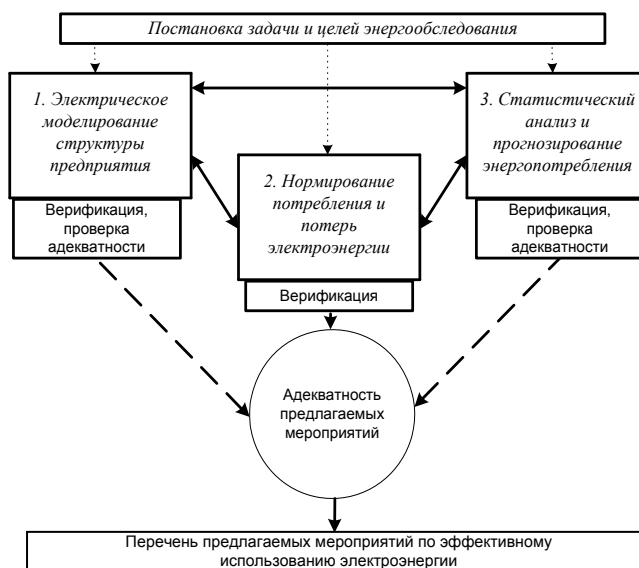 Постановка задачи и целей энергообследования
1. Электрическое
моделирование
структуры
предприятия
Верификация,
проверка
адекватности
2. Нормирование
потребления и
потерь
электроэнергии
Верификация
3. Статистический
анализ и
прогнозирование
энергопотребления
Верификация,
проверка
адекватности
Адекватность
предлагаемых
мероприятий
Перечень предлагаемых мероприятий по эффективному
использованию электроэнергии